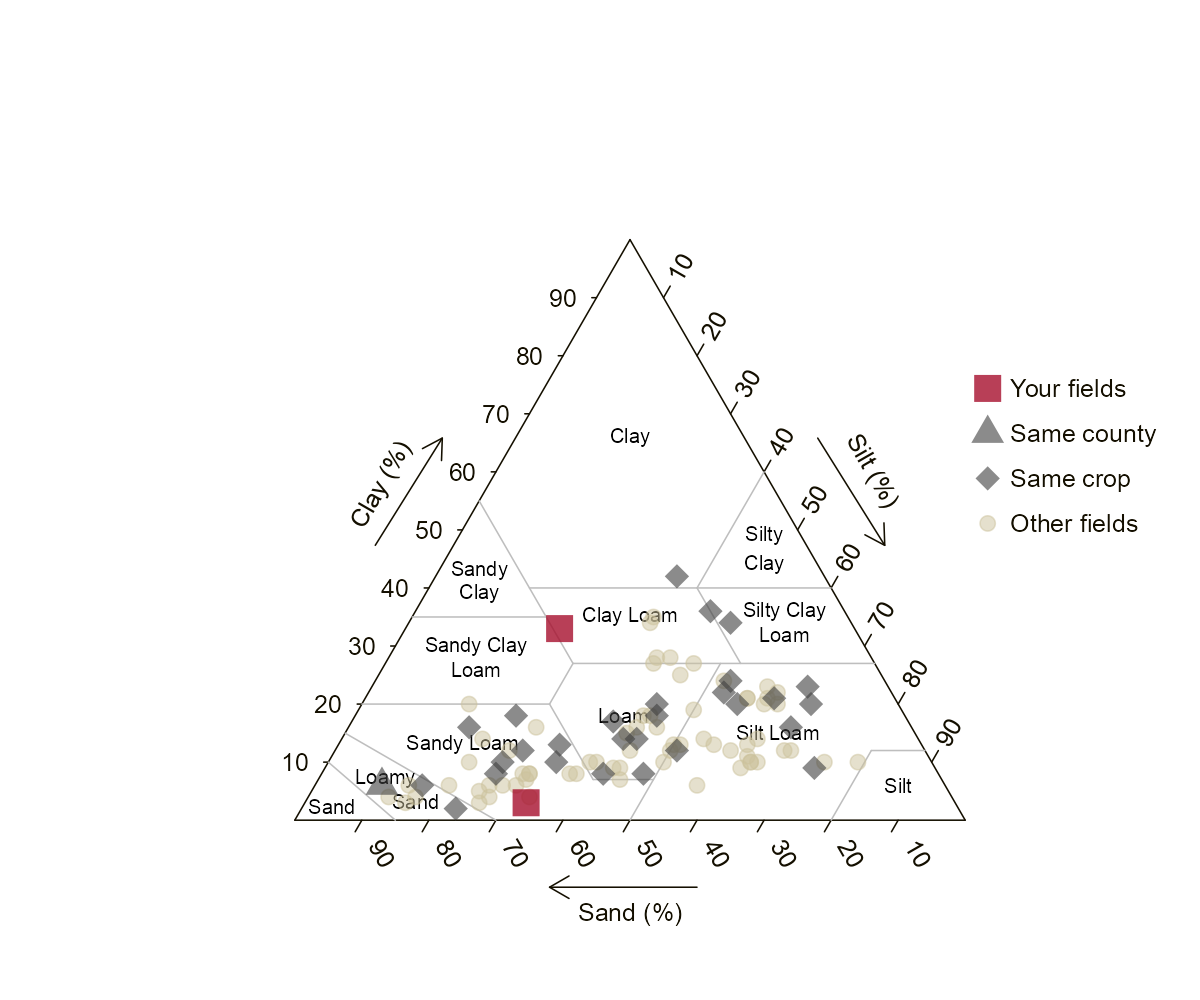 10
90
20
80
30
70
Your fields
Clay
40
Same county
Clay (%)
Silt (%)
60
Same crop
50
50
Other fields
Silty
Clay
60
Sandy
Clay
40
Clay Loam
Silty Clay
Loam
70
30
Sandy Clay
Loam
80
20
Loam
Sandy Loam
Silt Loam
90
10
Loamy
Sand
Sand
Silt
90
80
70
60
50
40
30
20
10
Sand (%)